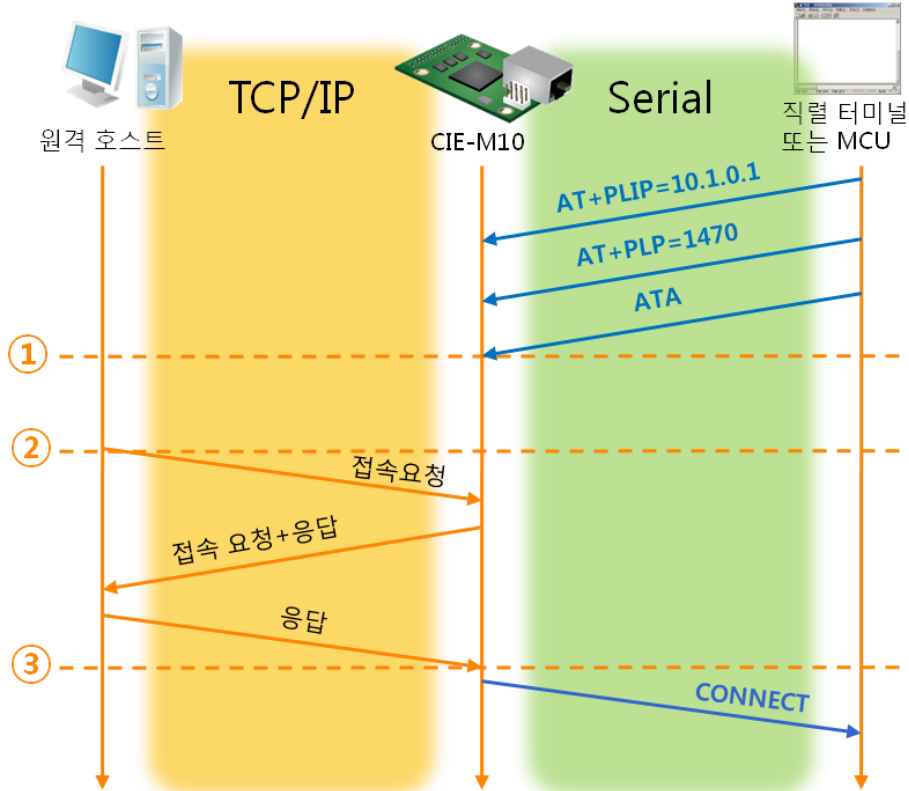 TCP/IP
Serial
원격 호스트
CIE-M10
직렬 터미널
또는 MCU
AT+PLIP=10.1.0.1
AT+PLP=1470
ATA
①
②
접속요청
접속 요청+응답
응답
③
CONNECT